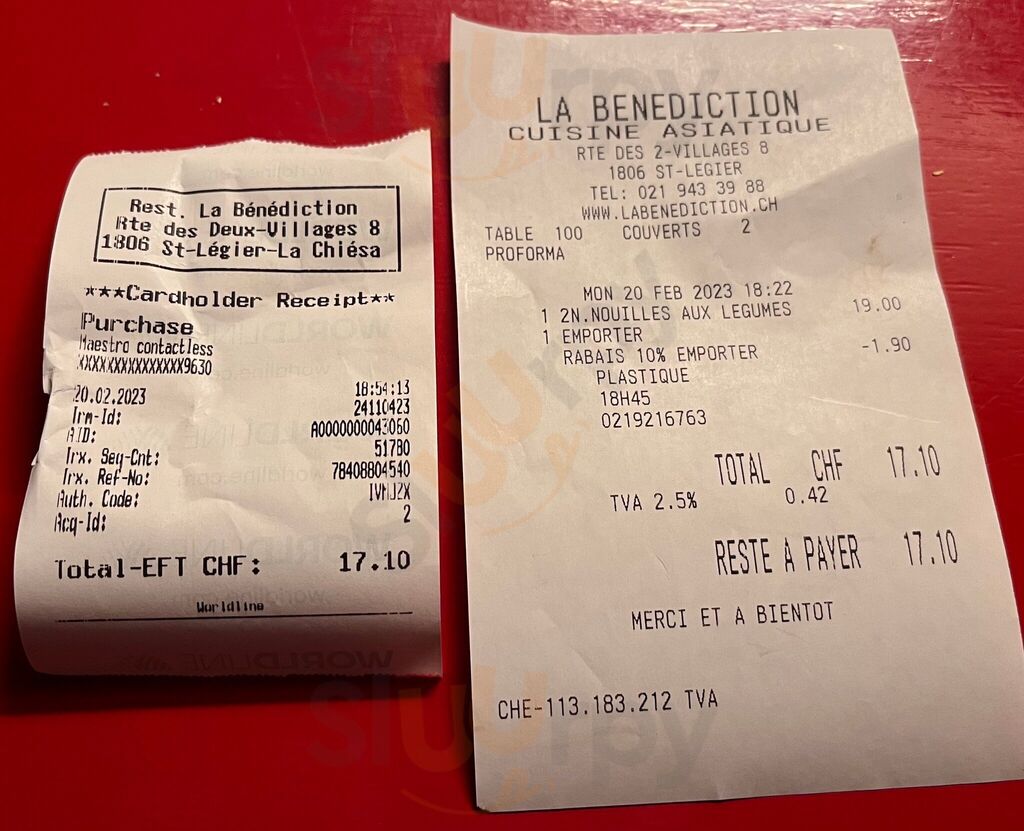 Rest. La Bénédiction
Rte des Deux-Villages 8
1806 St-Légier-La Chiésa
***Cardholder Receipt**
Purchase
Maestro contactless
XXXXXXXXXXXXXXX9630
20.02.2023 18:54:13
Trm-Id: 24110423
AID: A0000000043060
Trx. Seq-Cnt: 51780
Trx. Ref-No: 78408804540
Auth. Code:
Acq-Id: 2
Total-EFT CHF: 17.10
Worldline
LA BENEDICTION
CUISINE ASIATIQUE
RTE DES 2-VILLAGES 8
1806 ST-LEGIER
TEL: 021 943 39 88
WWW.LABENEDICTION.CH
TABLE 100 COUVERTS 2
PROFORMA
MON 20 FEB 2023 18:22
1 2N.NOUILLES AUX LEGUMES 19.00
1 EMPORTER
RABAIS 10% EMPORTER -1.90
PLASTIQUE
18H45
0219216763
TOTAL CHF 17.10
TVA 2.5% 0.42
RESTE A PAYER 17.10
MERCI ET A BIENTOT
CHE-113.183.212 TVA
sluurpy
sluurpy
sluurpy